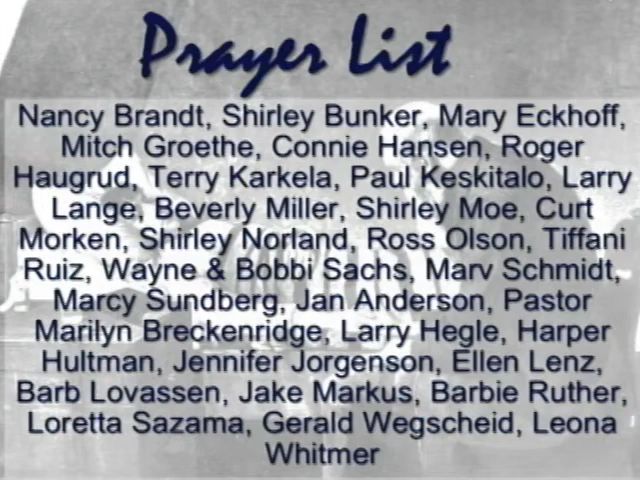 Prayer List
Nancy Brandt, Shirley Bunker, Mary Eckhoff,
Mitch Groethe, Connie Hansen, Roger
Haugrud, Terry Karkela, Paul Keskitalo, Larry
Lange, Beverly Miller, Shirley Moe, Curt
Morken, Shirley Norland, Ross Olson, Tiffani
Ruiz, Wayne & Bobbi Sachs, Marv Schmidt,
Marcy Sundberg, Jan Anderson, Pastor
Marilyn Breckenridge, Larry Hegle, Harper
Hultman, Jennifer Jorgenson, Ellen Lenz,
Barb Lovassen, Jake Markus, Barbie Ruther,
Loretta Sazama, Gerald Wegscheid, Leona
Whitmer